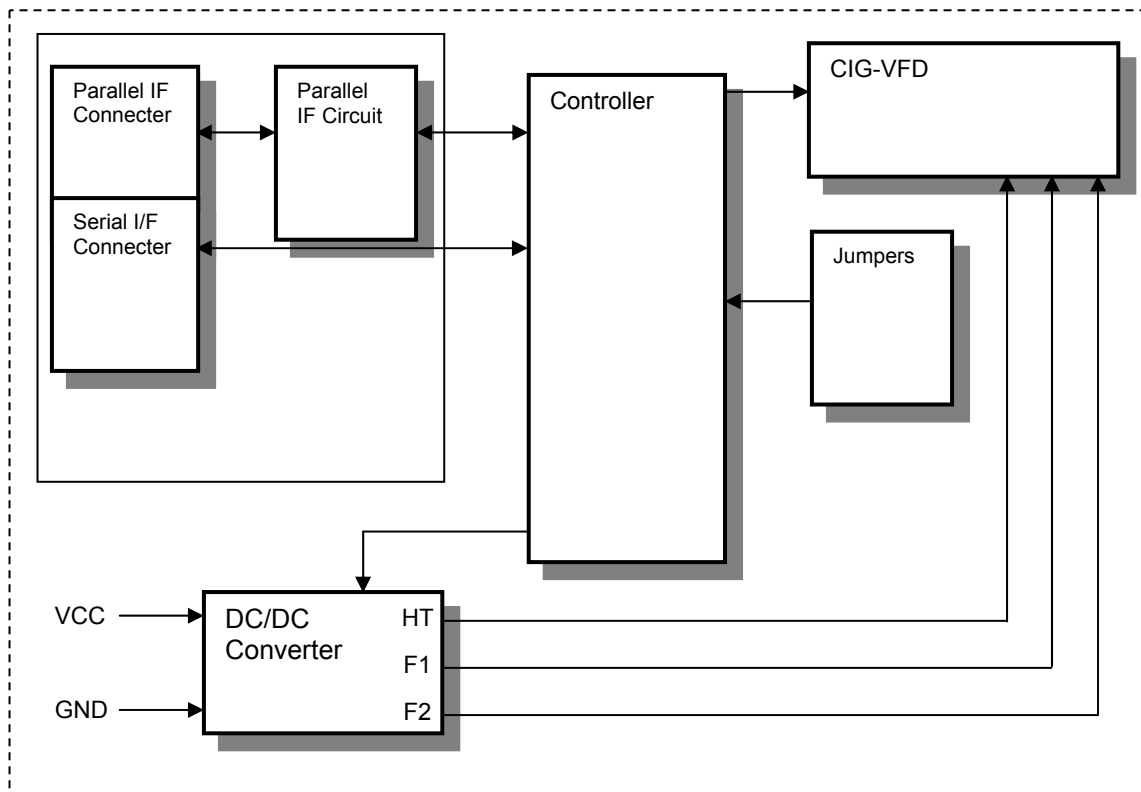 Parallel IF
Connecter
Parallel
IF Circuit
Serial I/F
Connecter
Controller
CIG-VFD
Jumpers
VCC
GND
DC/DC
Converter
HT
F1
F2